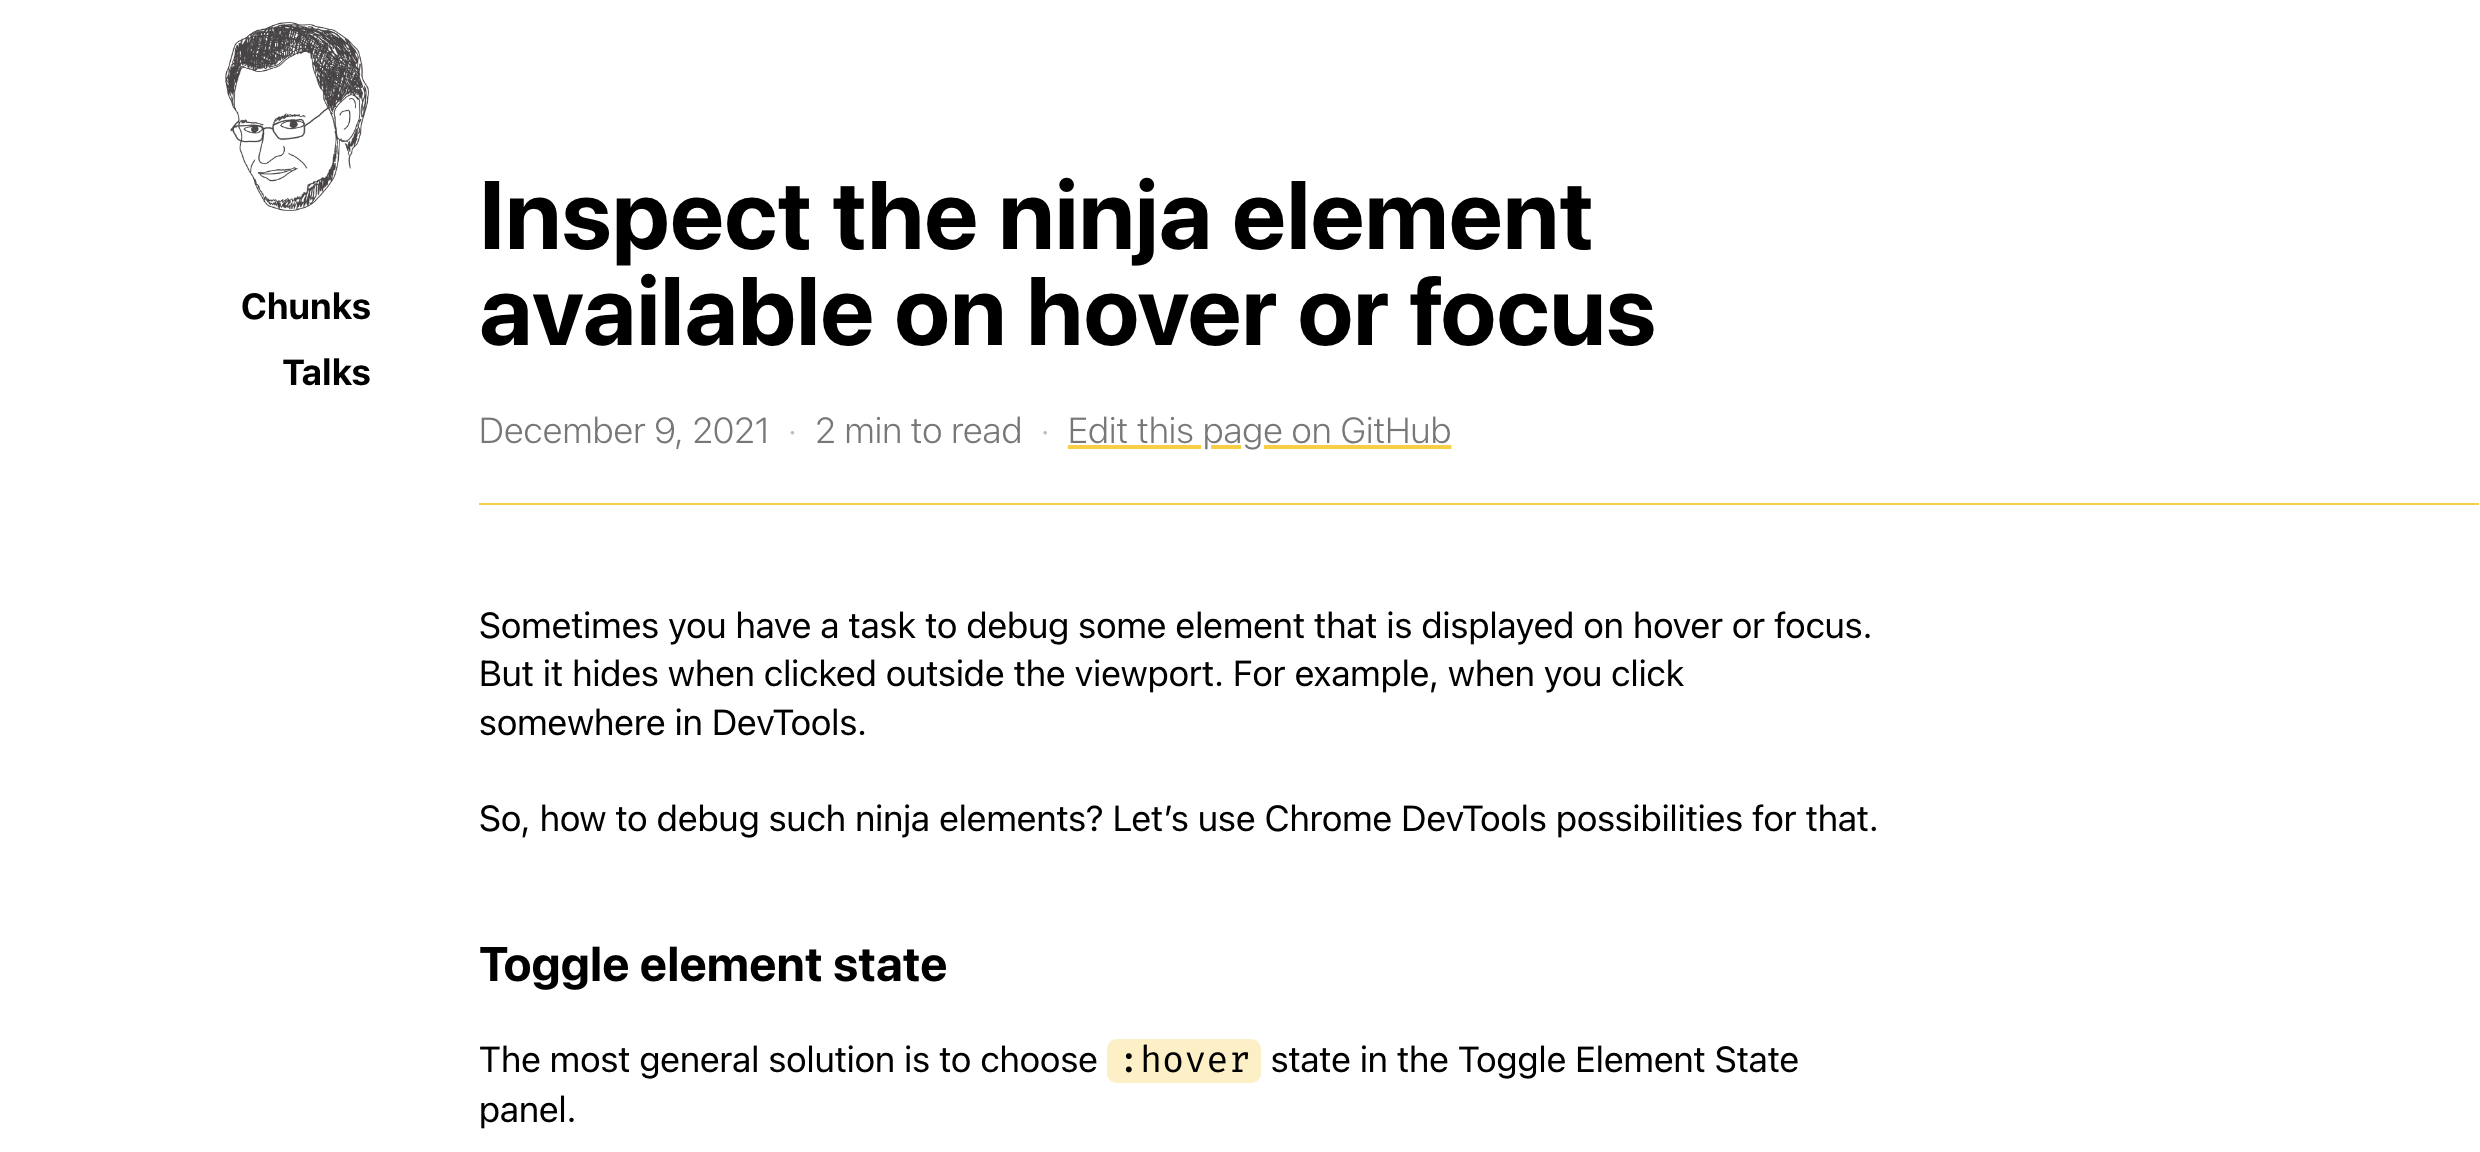 Chunks
Talks
Inspect the ninja element
available on hover or focus
December 9, 2021 · 2 min to read · Edit this page on GitHub
Sometimes you have a task to debug some element that is displayed on hover or focus.
But it hides when clicked outside the viewport. For example, when you click
somewhere in DevTools.
So, how to debug such ninja elements? Let’s use Chrome DevTools possibilities for that.
Toggle element state
The most general solution is to choose :hover state in the Toggle Element State
panel.